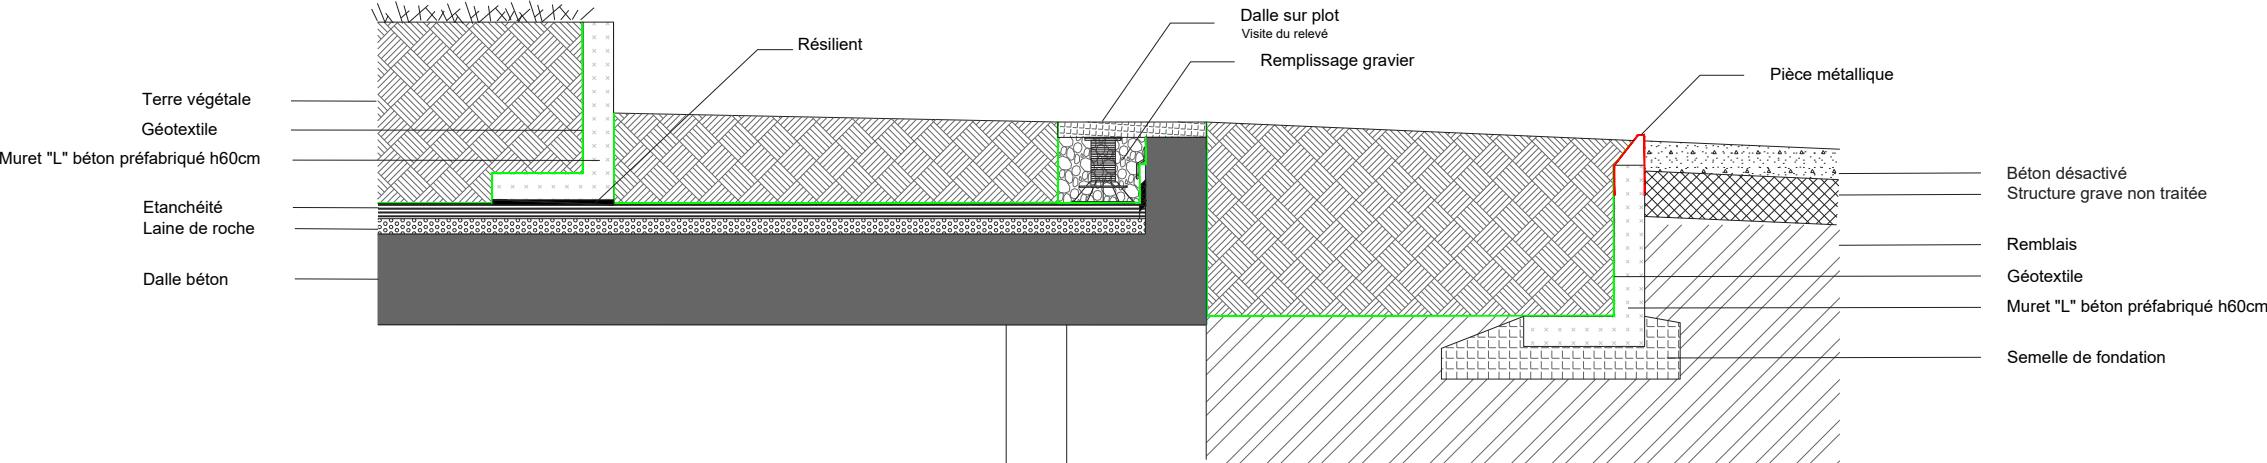 Dalle sur plot
Visite du relevé
Résilient
Remplissage gravier
Pièce métallique
Terre végétale
Géotextile
Muret "L" béton préfabriqué h60cm
Etanchéité
Laine de roche
Dalle béton
Béton désactivé
Structure grave non traitée
Remblais
Géotextile
Muret "L" béton préfabriqué h60cm
Semelle de fondation